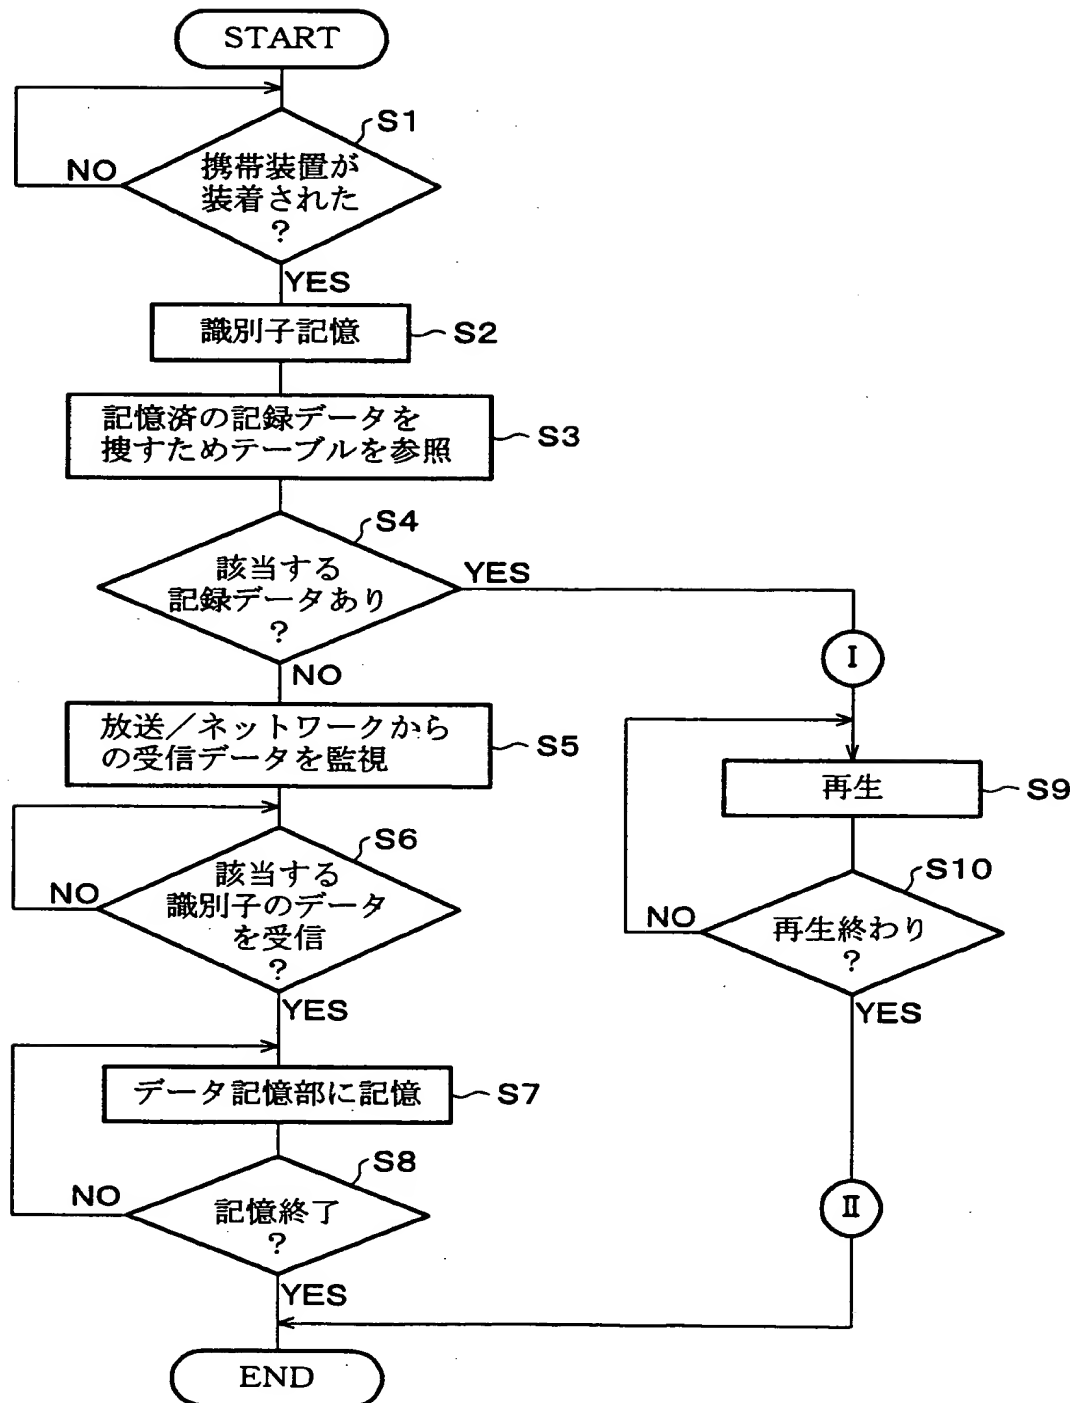 START
S1
NO
携帯装置が
装着された
?
YES
識別子記憶
S2
記憶済の記録データを
捜すためテーブルを参照
S3
S4
該当する
記録データあり
?
YES
NO
I
放送/ネットワークから
の受信データを監視
S5
再生
S9
S6
該当する
識別子のデータ
を受信
?
NO
YES
S10
再生終わり
?
NO
YES
データ記憶部に記憶
S7
S8
記憶終了
?
NO
YES
II
END